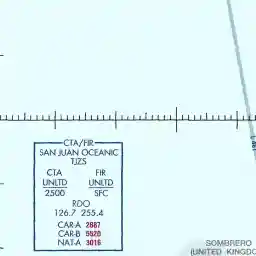 CTA/FIR
SAN JUAN OCEANIC
TJZS
CTA FIR
UNLTD UNLTD
2500 SFC
RDO
126.7 255.4
CAR-A 2887
CAR-B 5520
NAT-A 3016
SOMBRERO
(UNITED KINGDO